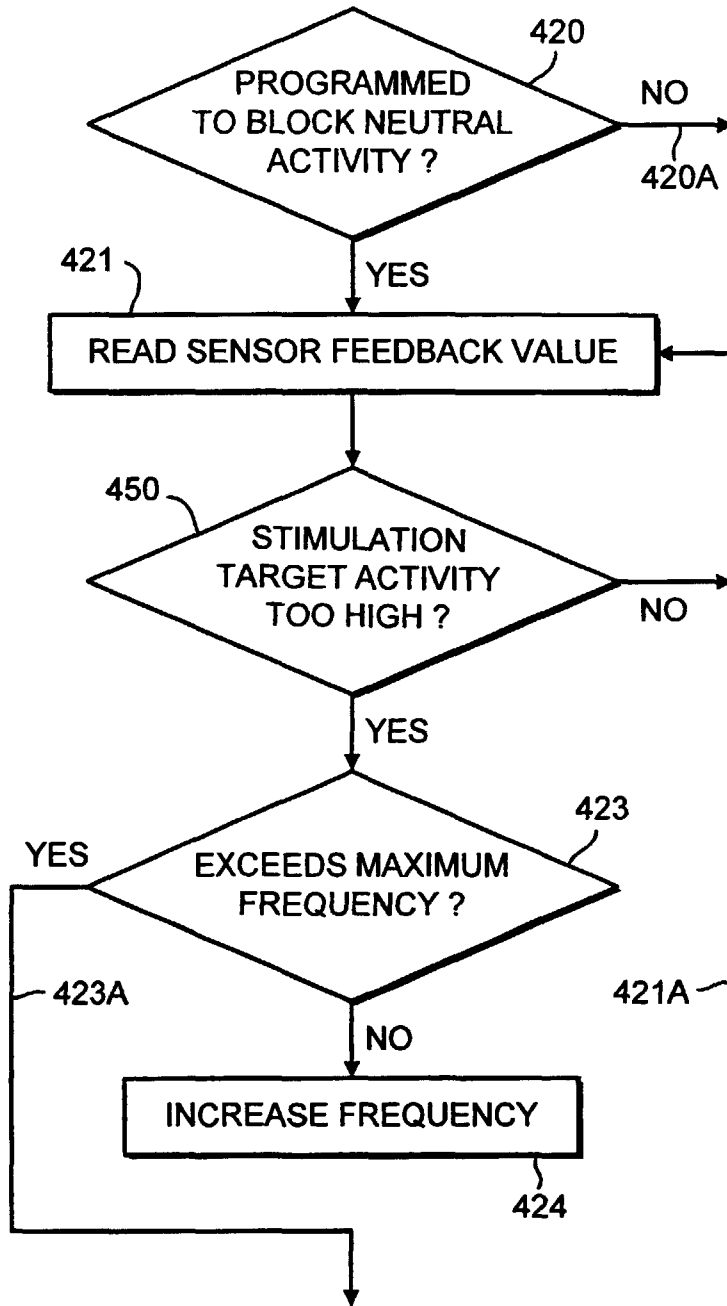 420
PROGRAMMED
TO BLOCK NEUTRAL
ACTIVITY ?
NO
420A
YES
421
READ SENSOR FEEDBACK VALUE
450
STIMULATION
TARGET ACTIVITY
TOO HIGH ?
NO
YES
423
YES
EXCEEDS MAXIMUM
FREQUENCY ?
423A
421A
NO
INCREASE FREQUENCY
424